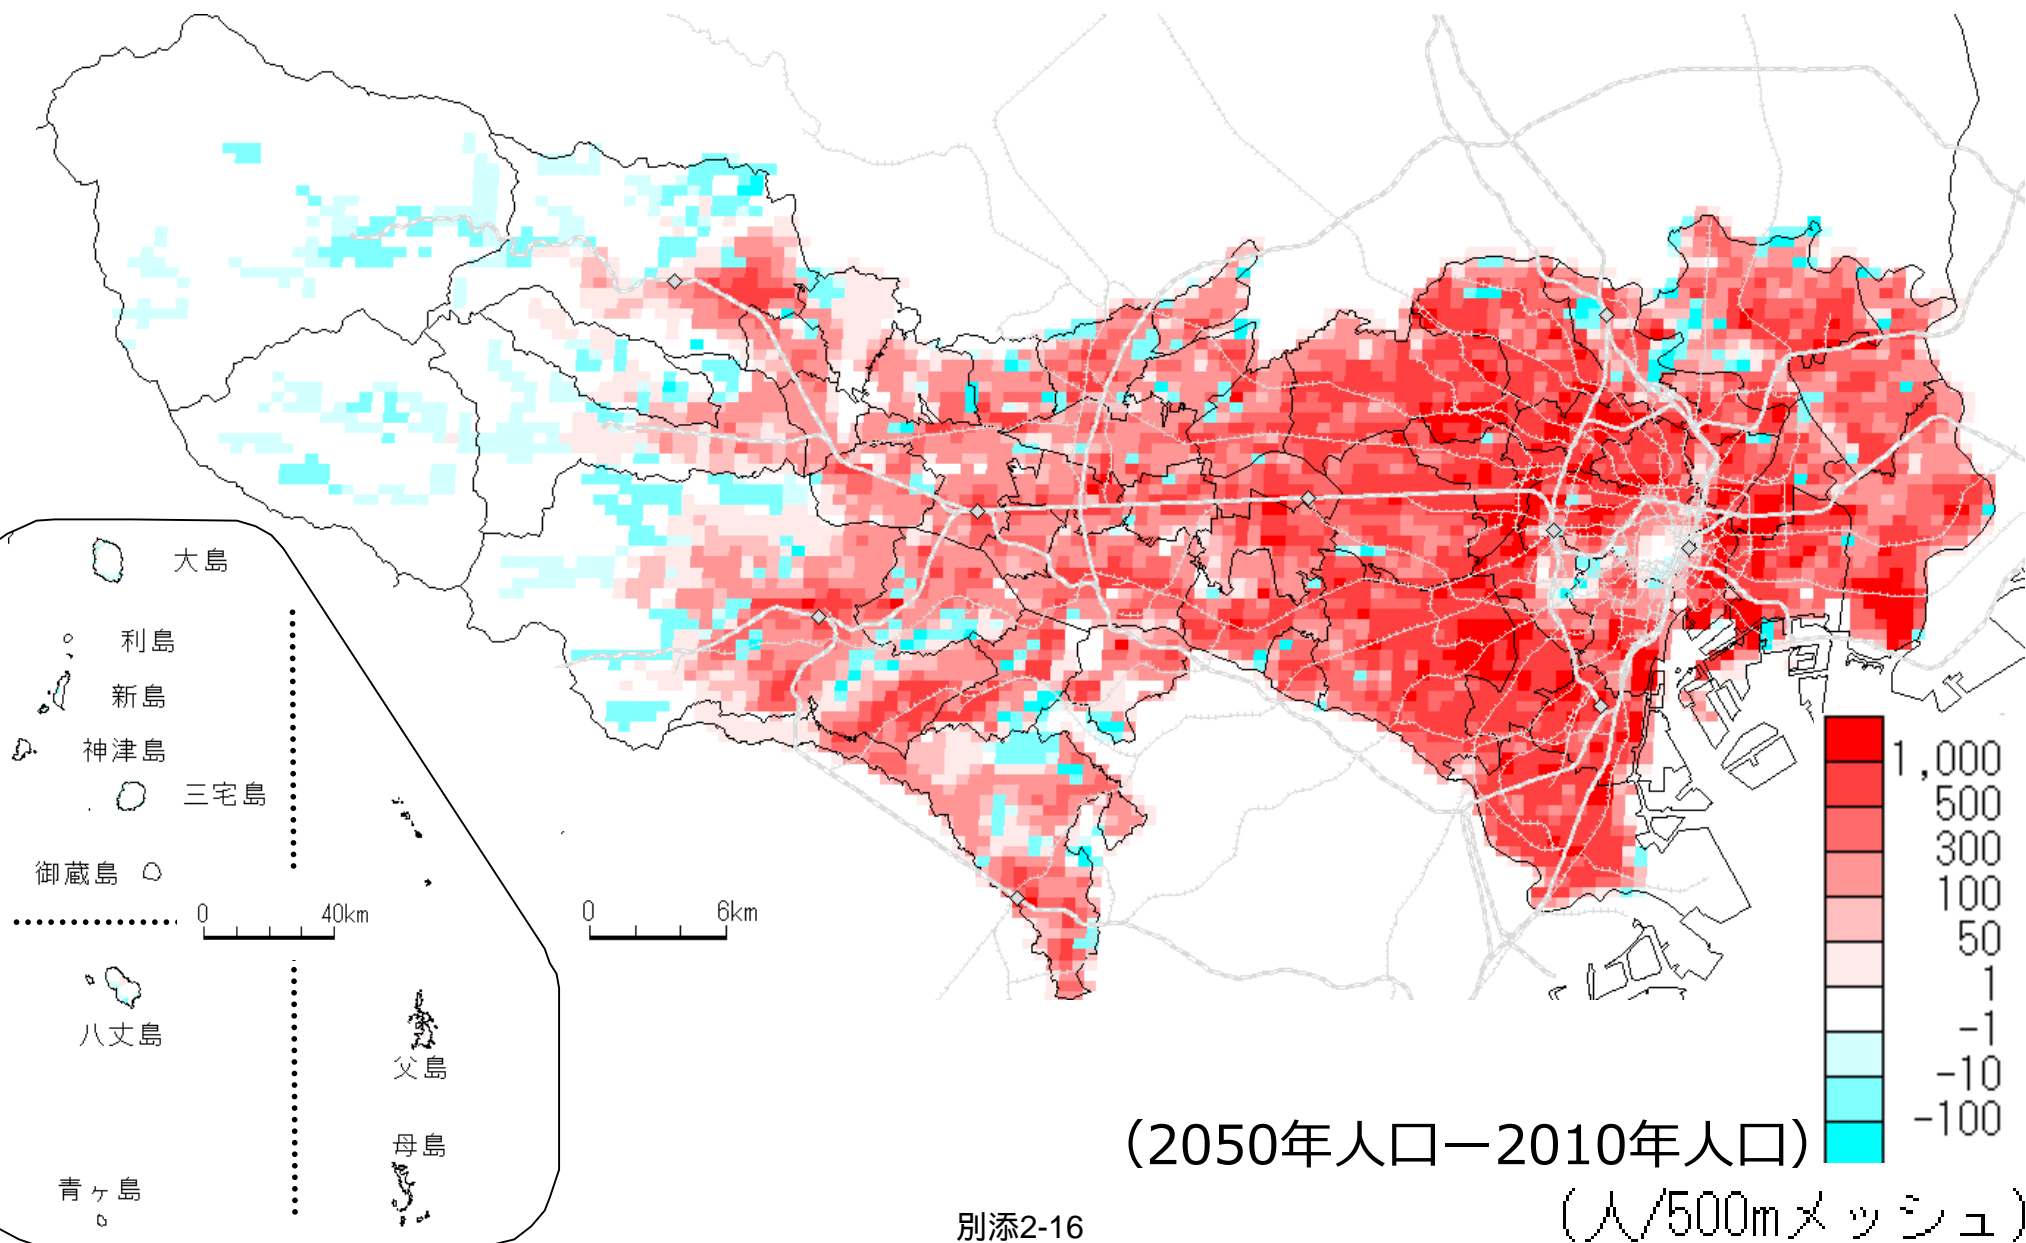 大島
利島
新島
神津島
三宅島
御蔵島
0 40km
0 6km
八丈島
父島
母島
青ヶ島
1,000
500
300
100
50
1
-1
-10
-100
（2050年人口ー2010年人口）
(人/500mメッシュ)
別添2-16